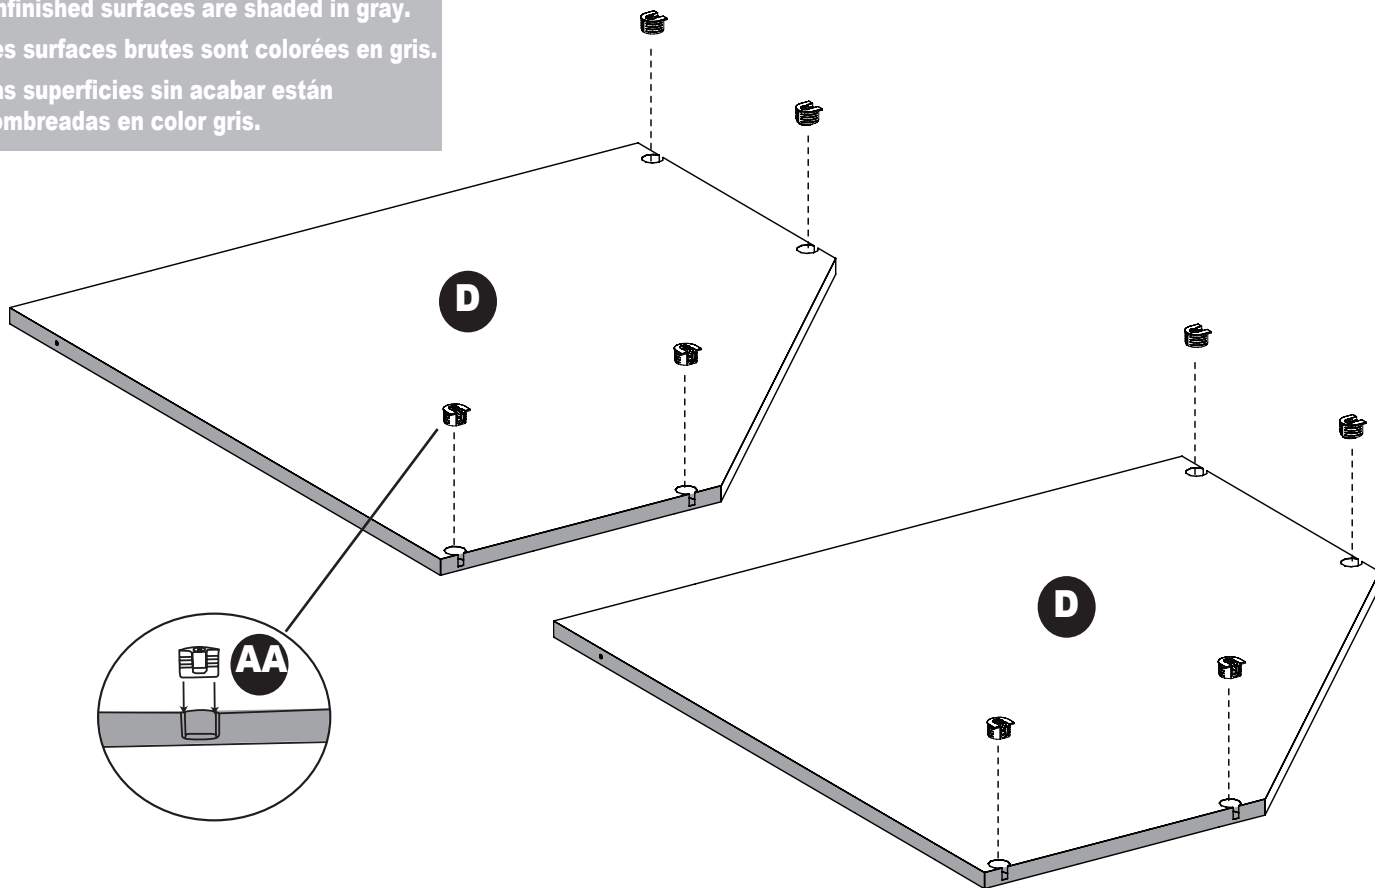 nfinished surfaces are shaded in gray.
es surfaces brutes sont colorées en gris.
as superficies sin acabar están
ombreadas en color gris.
D
D
AA